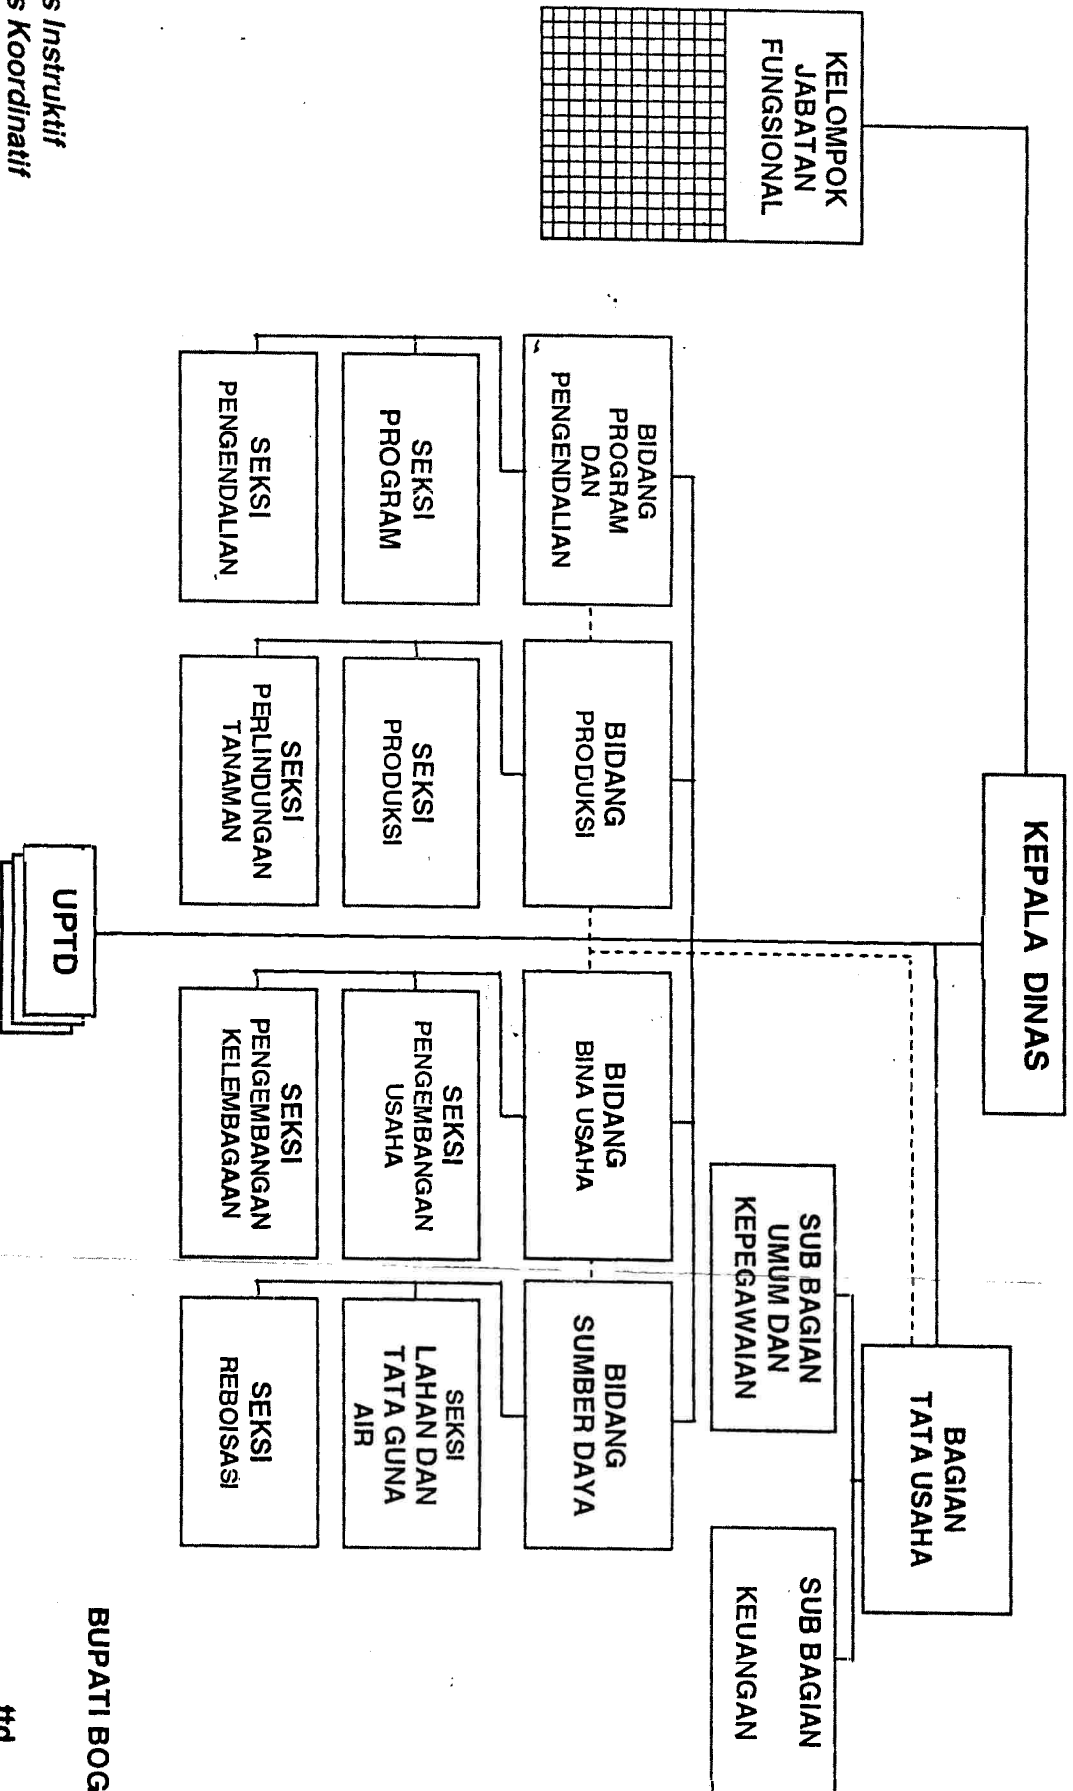 KEPALA DINAS
KELOMPOK
JABATAN
FUNGSIONAL
BAGIAN
TATA USAHA
SUB BAGIAN
UMUM DAN
KEPEGAWAIAN
SUB BAGIAN
KEUANGAN
BIDANG
PROGRAM
DAN
PENGENDALIAN
BIDANG
PRODUKSI
BIDANG
BINA USAHA
BIDANG
SUMBER DAYA
SEKSI
PROGRAM
SEKSI
PRODUKSI
SEKSI
PENGEMBANGAN
USAHA
SEKSI
LAHAN DAN
TATA GUNA
AIR
SEKSI
PENGENDALIAN
SEKSI
PERLINDUNGAN
TANAMAN
SEKSI
PENGEMBANGAN
KELEMBAGAAN
SEKSI
REBOISASI
UPTD
s Instruktif
s Koordinatif
BUPATI BOG
ttd